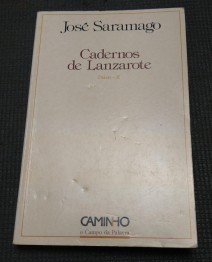 José Saramago
Cadernos
de Lanzarote
CAMINHO
o Campo da Palavra